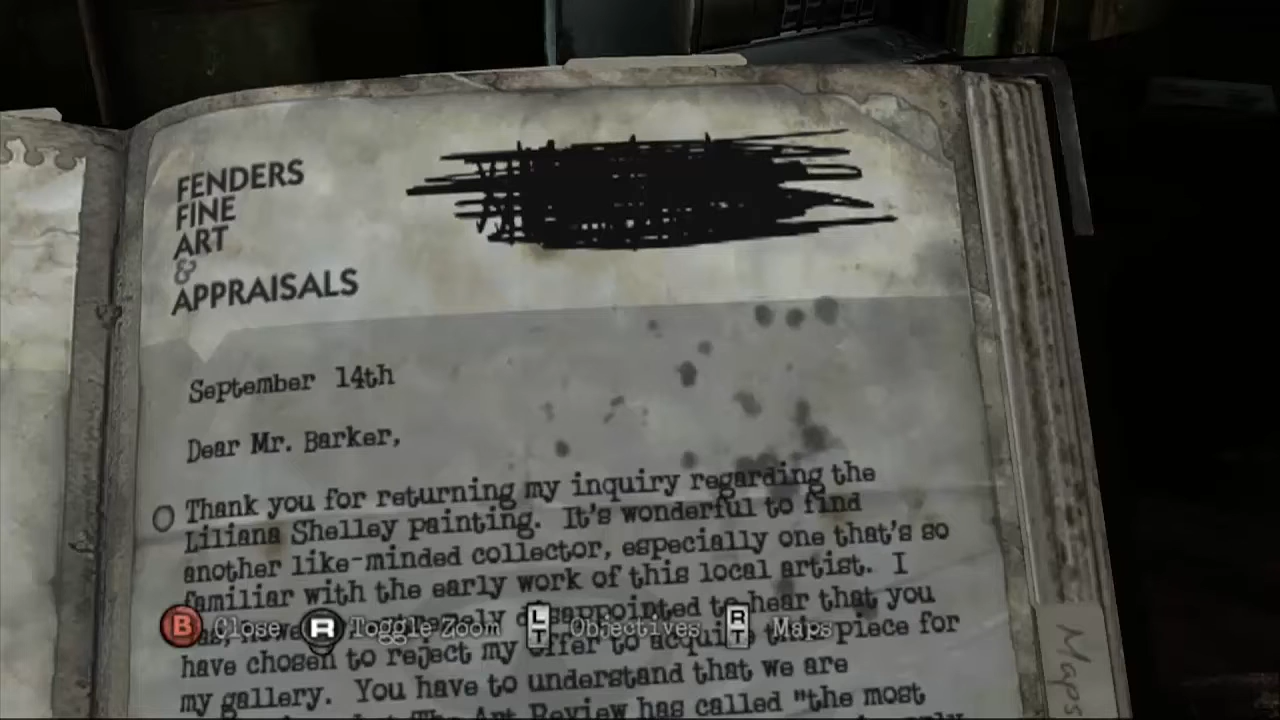 FENDERS
FINE
ART
&
APPRAISALS
September 14th
Dear Mr. Barker,
Thank you for returning my inquiry regarding the
Liliana Shelley painting. It's wonderful to find
another like-minded collector, especially one that's so
familiar with the early work of this local artist. I
disappointed to hear that you
have chosen to reject my offer to acquire this piece for
my gallery. You have to understand that we are
The Art Review has called "the most
B Close R Toggle Zoom LT Objectives RT Maps
Maps